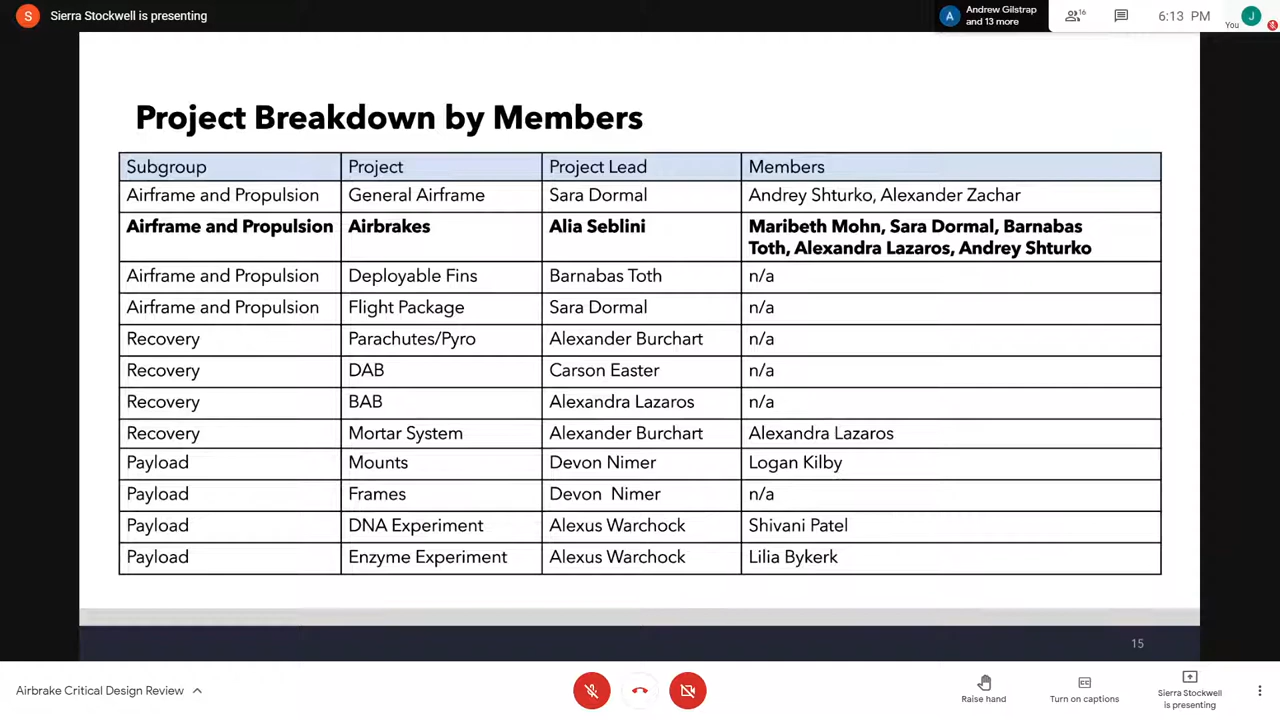 S Sierra Stockwell is presenting
A Andrew Gilstrap
and 13 more
16
6:13 PM
J
You
Project Breakdown by Members
Subgroup Project Project Lead Members
Airframe and Propulsion General Airframe Sara Dormal Andrey Shturko, Alexander Zachar
Airframe and Propulsion Airbrakes Alia Seblini Maribeth Mohn, Sara Dormal, Barnabas
Toth, Alexandra Lazaros, Andrey Shturko
Airframe and Propulsion Deployable Fins Barnabas Toth n/a
Airframe and Propulsion Flight Package Sara Dormal n/a
Recovery Parachutes/Pyro Alexander Burchart n/a
Recovery DAB Carson Easter n/a
Recovery BAB Alexandra Lazaros n/a
Recovery Mortar System Alexander Burchart Alexandra Lazaros
Payload Mounts Devon Nimer Logan Kilby
Payload Frames Devon Nimer n/a
Payload DNA Experiment Alexus Warchock Shivani Patel
Payload Enzyme Experiment Alexus Warchock Lilia Bykerk
15
Airbrake Critical Design Review
Raise hand
CC
Turn on captions
Sierra Stockwell
is presenting